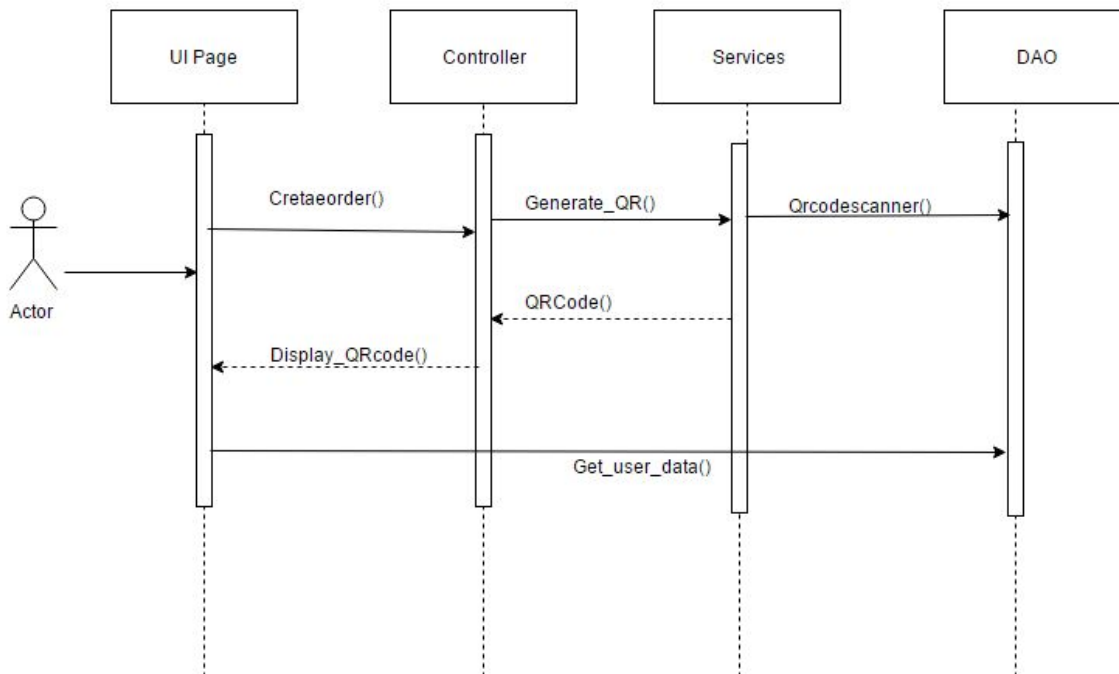 UI Page
Controller
Services
DAO
Cretaeorder()
Generate_QR()
Qrcodescanner()
Actor
QRCode()
Display_QRcode()
Get_user_data()